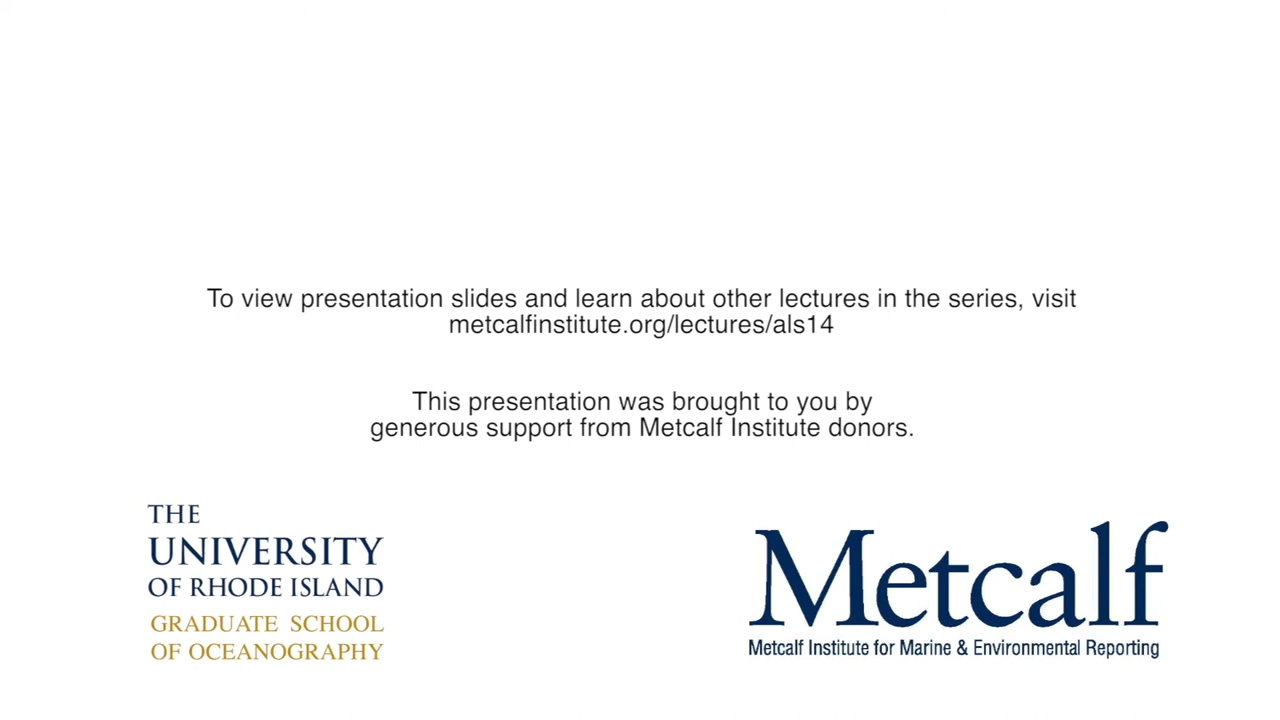 To view presentation slides and learn about other lectures in the series, visit
metcalfinstitute.org/lectures/als14
This presentation was brought to you by
generous support from Metcalf Institute donors.
THE
UNIVERSITY
OF RHODE ISLAND
GRADUATE SCHOOL
OF OCEANOGRAPHY
Metcalf
Metcalf Institute for Marine & Environmental Reporting